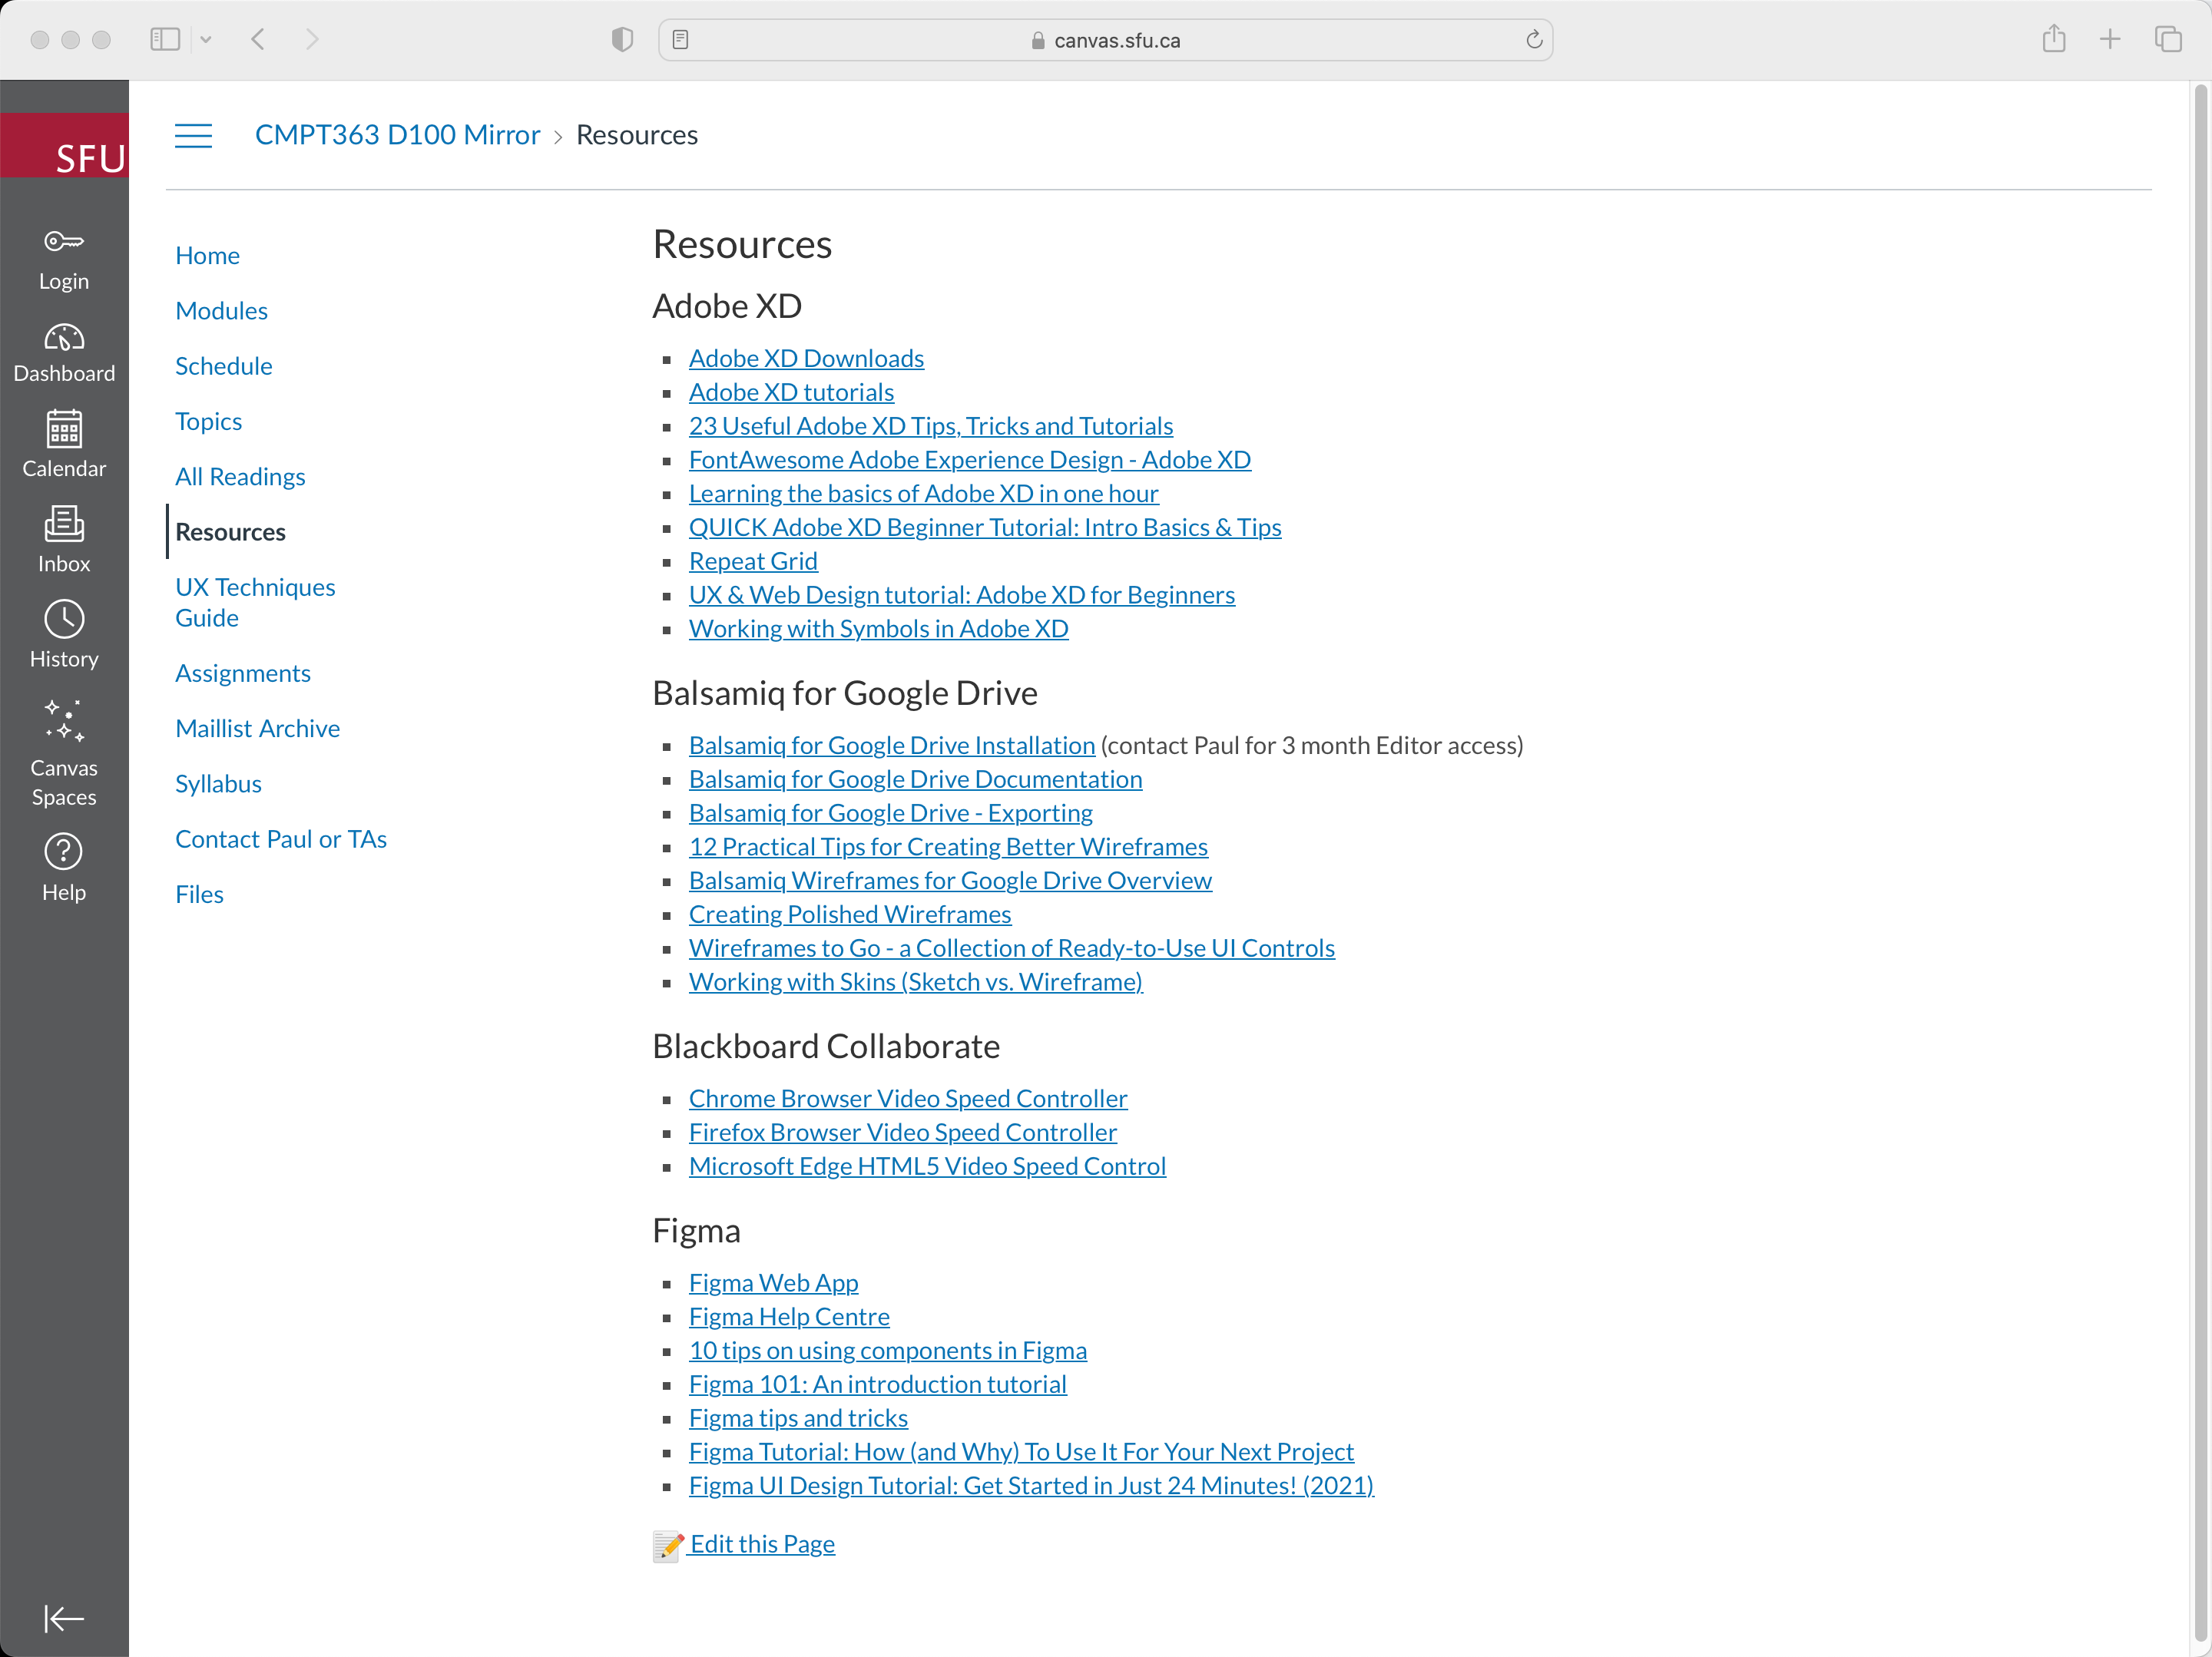 canvas.sfu.ca
SFU
Login
Dashboard
Calendar
Inbox
History
Canvas
Spaces
Help
CMPT363 D100 Mirror › Resources
Home
Modules
Schedule
Topics
All Readings
Resources
UX Techniques
Guide
Assignments
Maillist Archive
Syllabus
Contact Paul or TAs
Files
Resources
Adobe XD
Adobe XD Downloads
Adobe XD tutorials
23 Useful Adobe XD Tips, Tricks and Tutorials
FontAwesome Adobe Experience Design - Adobe XD
Learning the basics of Adobe XD in one hour
QUICK Adobe XD Beginner Tutorial: Intro Basics & Tips
Repeat Grid
UX & Web Design tutorial: Adobe XD for Beginners
Working with Symbols in Adobe XD
Balsamiq for Google Drive
Balsamiq for Google Drive Installation (contact Paul for 3 month Editor access)
Balsamiq for Google Drive Documentation
Balsamiq for Google Drive - Exporting
12 Practical Tips for Creating Better Wireframes
Balsamiq Wireframes for Google Drive Overview
Creating Polished Wireframes
Wireframes to Go - a Collection of Ready-to-Use UI Controls
Working with Skins (Sketch vs. Wireframe)
Blackboard Collaborate
Chrome Browser Video Speed Controller
Firefox Browser Video Speed Controller
Microsoft Edge HTML5 Video Speed Control
Figma
Figma Web App
Figma Help Centre
10 tips on using components in Figma
Figma 101: An introduction tutorial
Figma tips and tricks
Figma Tutorial: How (and Why) To Use It For Your Next Project
Figma UI Design Tutorial: Get Started in Just 24 Minutes! (2021)
Edit this Page